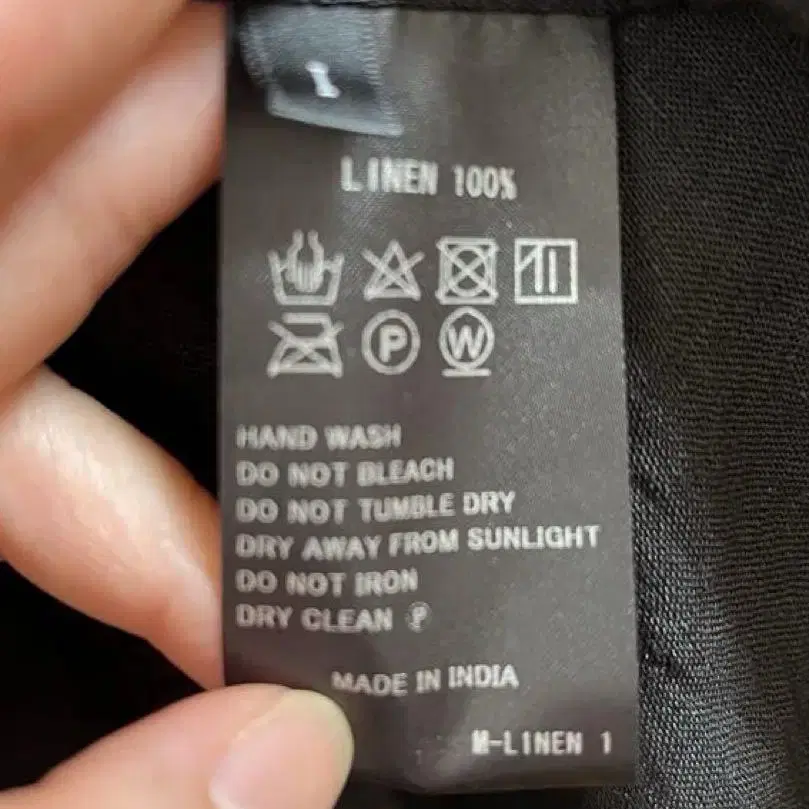 1
LINEN 100%
P W
HAND WASH
DO NOT BLEACH
DO NOT TUMBLE DRY
DRY AWAY FROM SUNLIGHT
DO NOT IRON
DRY CLEAN Ⓟ
MADE IN INDIA
M-LINEN 1